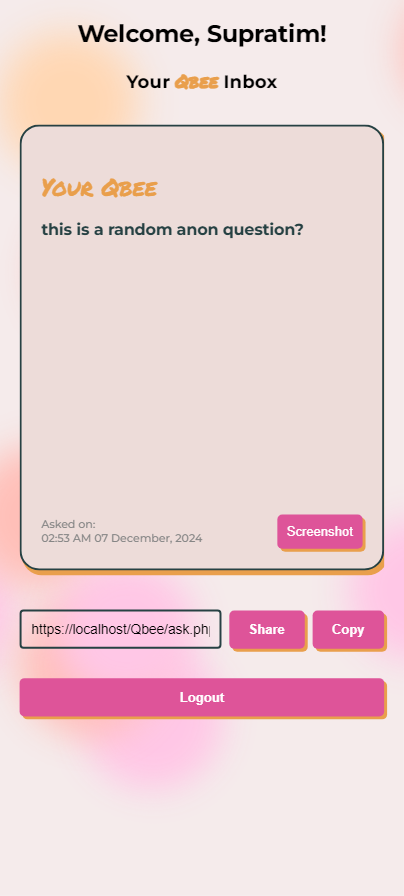 Welcome, Supratim!
Your Qbee Inbox
Your Qbee
this is a random anon question?
Asked on:
02:53 AM 07 December, 2024
Screenshot
https://localhost/Qbee/ask.ph
Share
Copy
Logout